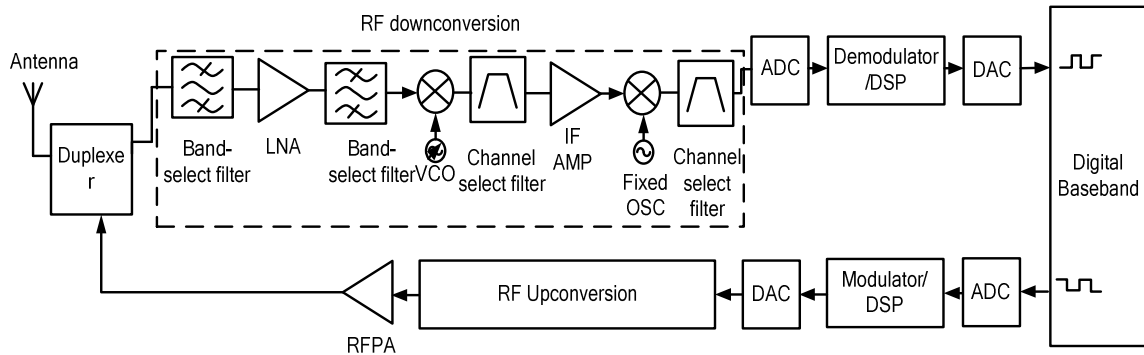 RF downconversion
Antenna
Duplexe
r
Band-
select filter
LNA
Band-
select filter
VCO
Channel
select filter
IF
AMP
Fixed
OSC
Channel
select
filter
ADC
Demodulator
/DSP
DAC
Digital
Baseband
RFPA
RF Upconversion
DAC
Modulator/
DSP
ADC